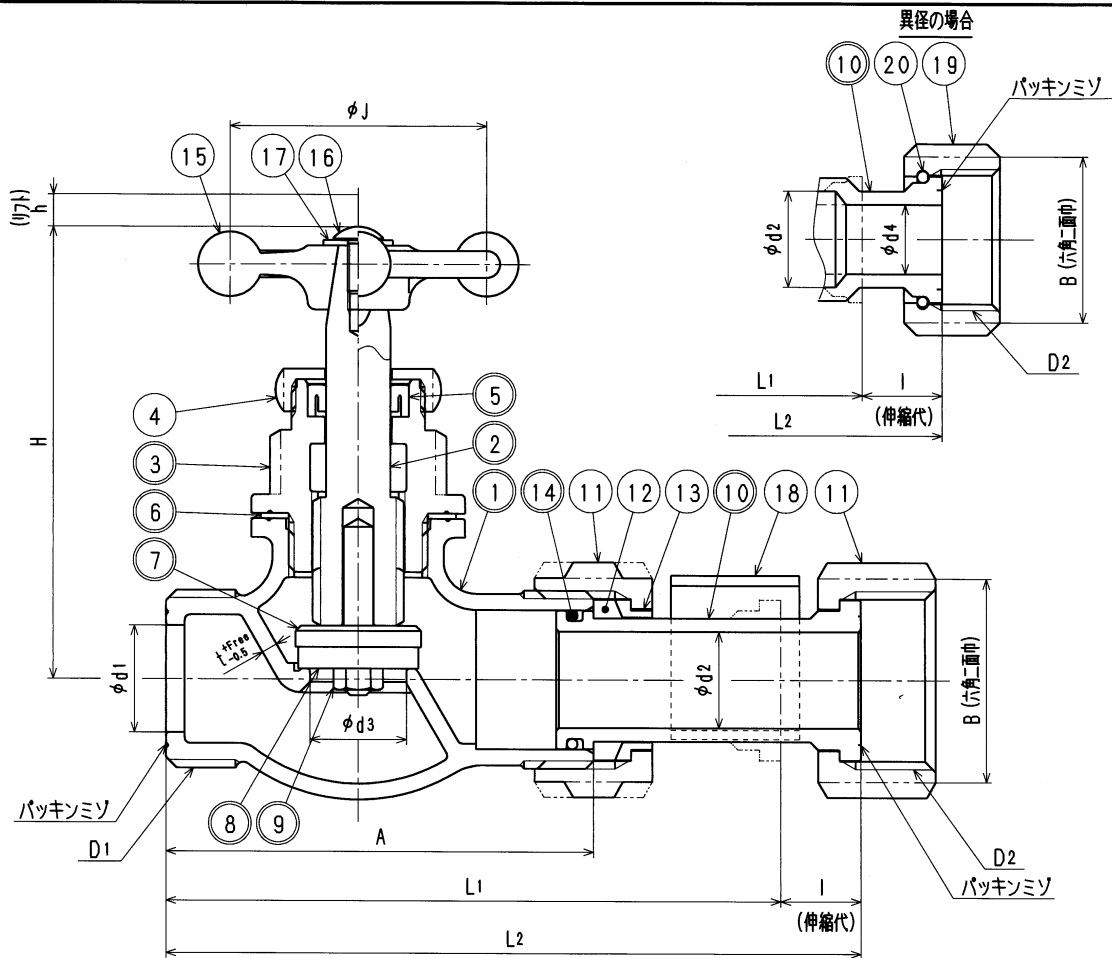 異径の場合
10
20
19
パッキンミゾ
φJ
15
17
16
(リフト)
h
φd2
φd4
B (六角二面巾)
D2
L1
l
(伸縮代)
L2
H
4
5
3
2
6
14
1
11
12
13
10
18
11
7
t +Free -0.5
φd1
φd3
φd2
B (六角二面巾)
パッキンミゾ
8
9
D1
A
D2
パッキンミゾ
L1
l
(伸縮代)
L2